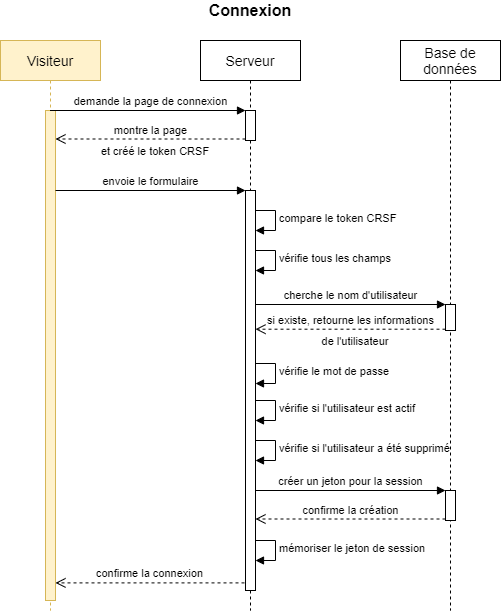 Connexion
Visiteur
Serveur
Base de
données
demande la page de connexion
montre la page
et créé le token CRSF
envoie le formulaire
compare le token CRSF
vérifie tous les champs
cherche le nom d'utilisateur
si existe, retourne les informations
de l'utilisateur
vérifie le mot de passe
vérifie si l'utilisateur est actif
vérifie si l'utilisateur a été supprimé
créer un jeton pour la session
confirme la création
mémoriser le jeton de session
confirme la connexion